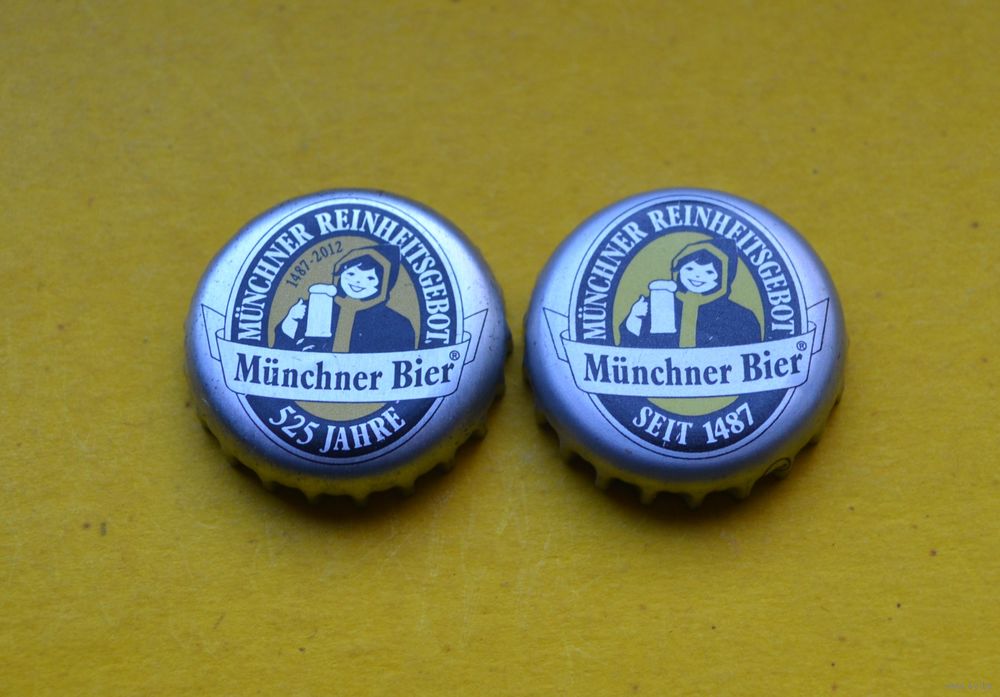 MÜNCHNER REINHEITSGEBOT
1487-2012
Münchner Bier®
525 JAHRE
MÜNCHNER REINHEITSGEBOT
Münchner Bier®
SEIT 1487